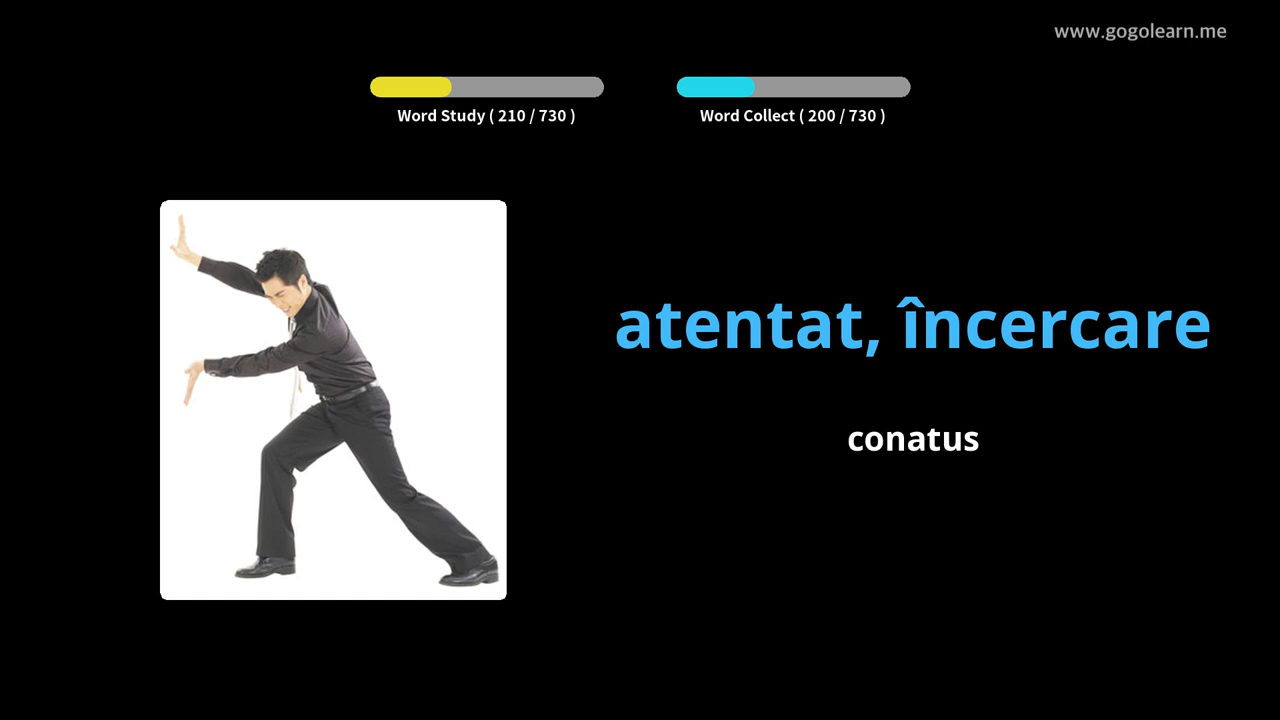 www.gogolearn.me
Word Study ( 210 / 730 )
Word Collect ( 200 / 730 )
atentat, încercare
conatus